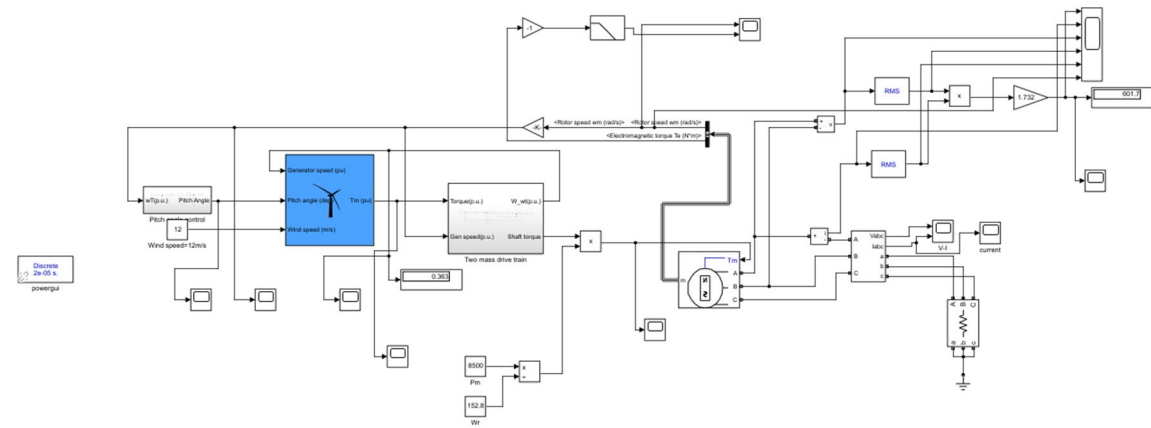 -1
<Rotor speed wm (rad/s)> <Rotor speed wm (rad/s)>
<Electromagnetic torque Te (N*m)>
-K-
RMS
x
1.732
601.7
+
-
v
RMS
Generator speed (pu)
Pitch angle (deg)
Tm (pu)
Wind speed (m/s)
wT(p.u.) Pitch Angle
12
Wind speed=12m/s
Torque(p.u.) W_wt(p.u.)
Gen speed(p.u.) Shaft torque
Two mass drive train
x
0.363
Discrete
2e-05 s.
powergui
Tm
m
A
B
C
+
-
i
A
B
C
Vabc
Iabc
a
b
c
V-I
current
A B C
a b c
8500
Pm
x
÷
152.8
Wr